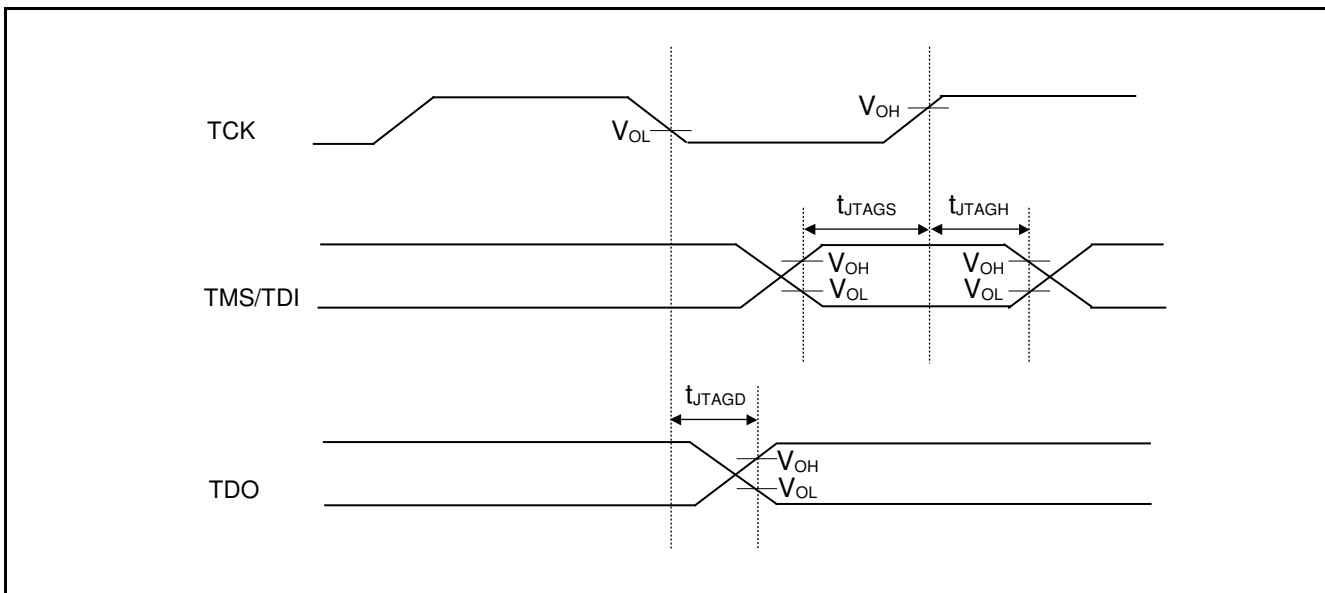 TCK
VOL
VOH
tJTAGS
tJTAGH
TMS/TDI
VOH
VOL
VOH
VOL
tJTAGD
TDO
VOH
VOL